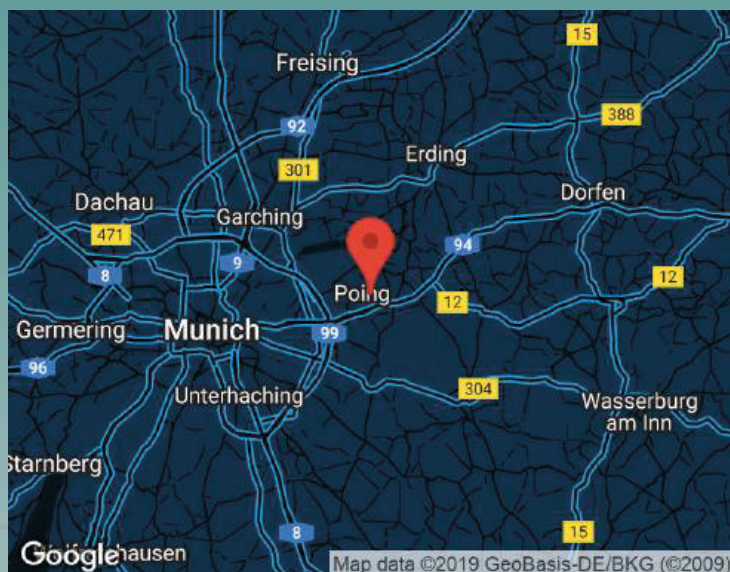 15
Freising
388
92
Erding
301
Dachau
Dorfen
Garching
471
94
9
8
12
Poing
12
Germering
Munich
99
96
304
Unterhaching
Wasserburg
am Inn
Starnberg
8
15
Google
hausen
Map data ©2019 GeoBasis-DE/BKG (©2009)